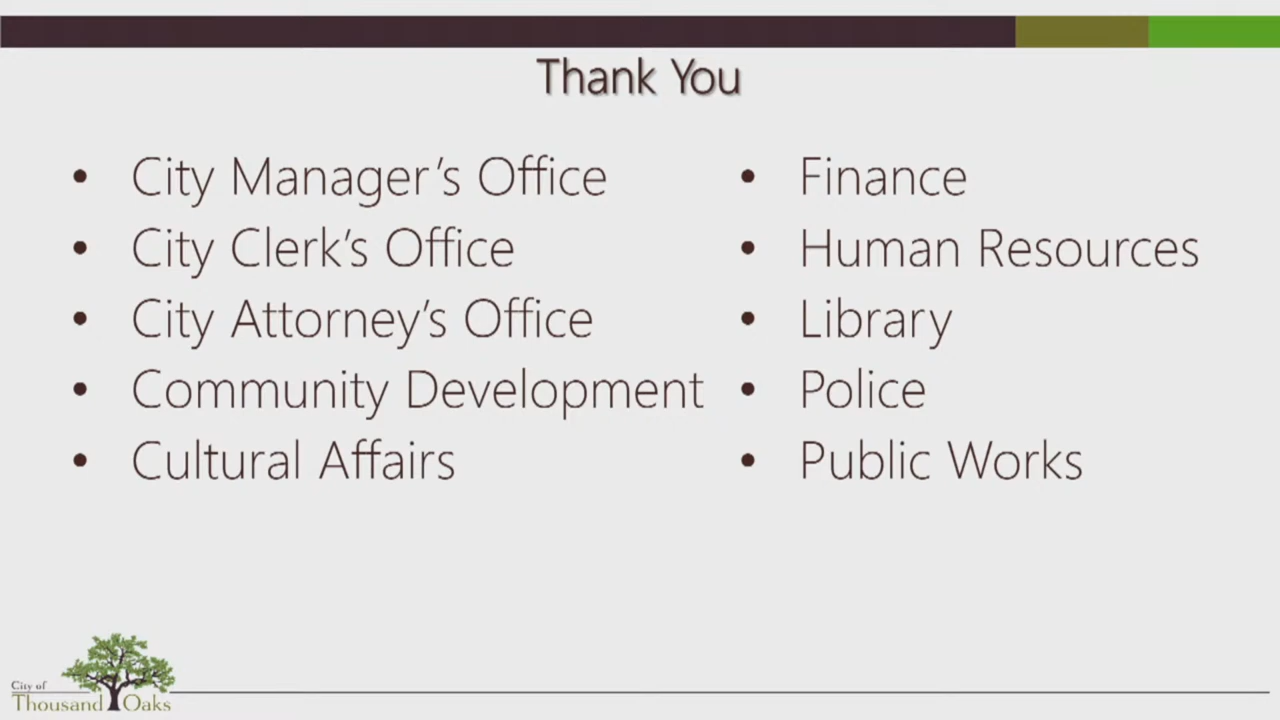 Thank You
• City Manager's Office
• City Clerk's Office
• City Attorney's Office
• Community Development
• Cultural Affairs
• Finance
• Human Resources
• Library
• Police
• Public Works
City of
Thousand Oaks